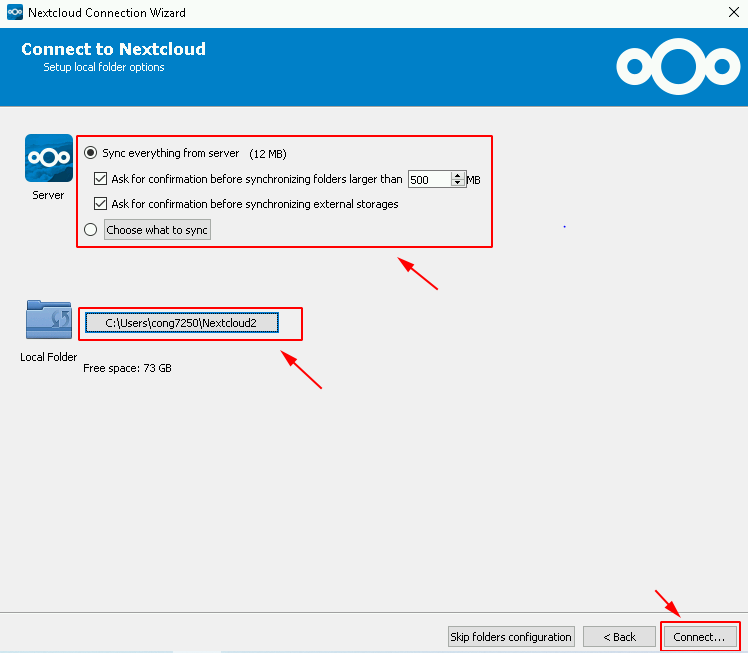 Nextcloud Connection Wizard
Connect to Nextcloud
Setup local folder options
Sync everything from server (12 MB)
Ask for confirmation before synchronizing folders larger than 500 MB
Server
Ask for confirmation before synchronizing external storages
Choose what to sync
C:\Users\cong7250\Nextcloud2
Local Folder
Free space: 73 GB
Skip folders configuration
< Back
Connect...